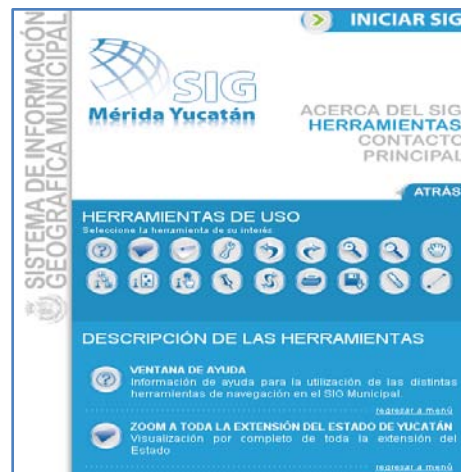 SISTEMA DE INFORMACIÓN
GEOGRÁFICA MUNICIPAL
INICIAR SIG
SIG
Mérida Yucatán
ACERCA DEL SIG
HERRAMIENTAS
CONTACTO
PRINCIPAL
ATRÁS
HERRAMIENTAS DE USO
Seleccione la herramienta de su interés
DESCRIPCIÓN DE LAS HERRAMIENTAS
VENTANA DE AYUDA
Información de ayuda para la utilización de las distintas
herramientas de navegación en el SIG Municipal.
regresar a menú
ZOOM A TODA LA EXTENSIÓN DEL ESTADO DE YUCATÁN
Visualización por completo de toda la extensión del
Estado
regresar a menú